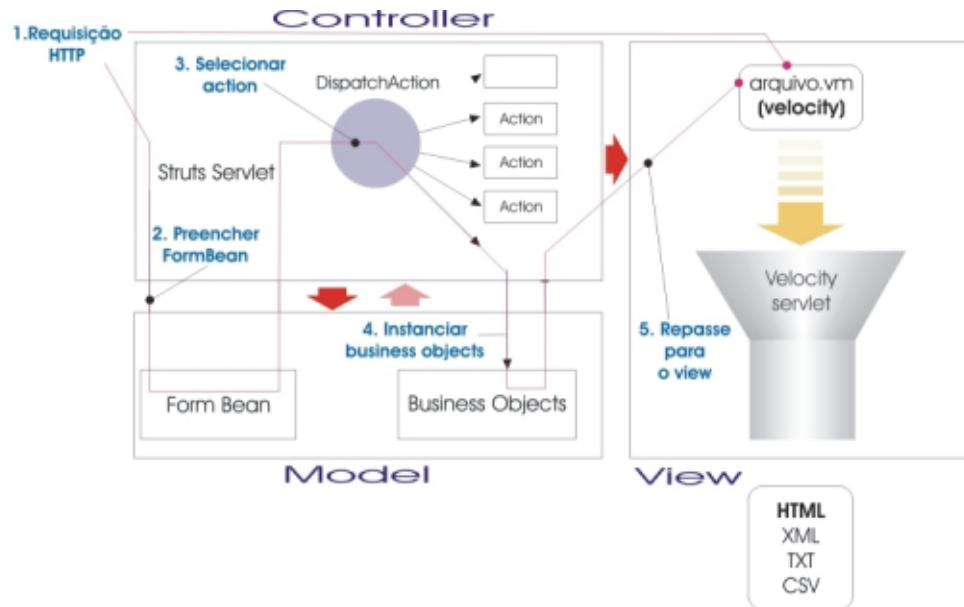 Controller
1.Requisição
HTTP
3. Selecionar
action
DispatchAction
Action
Action
Action
Struts Servlet
2. Preencher
FormBean
4. Instanciar
business objects
Form Bean
Business Objects
Model
arquivo.vm
(velocity)
Velocity
servlet
5. Repasse
para
o view
View
HTML
XML
TXT
CSV